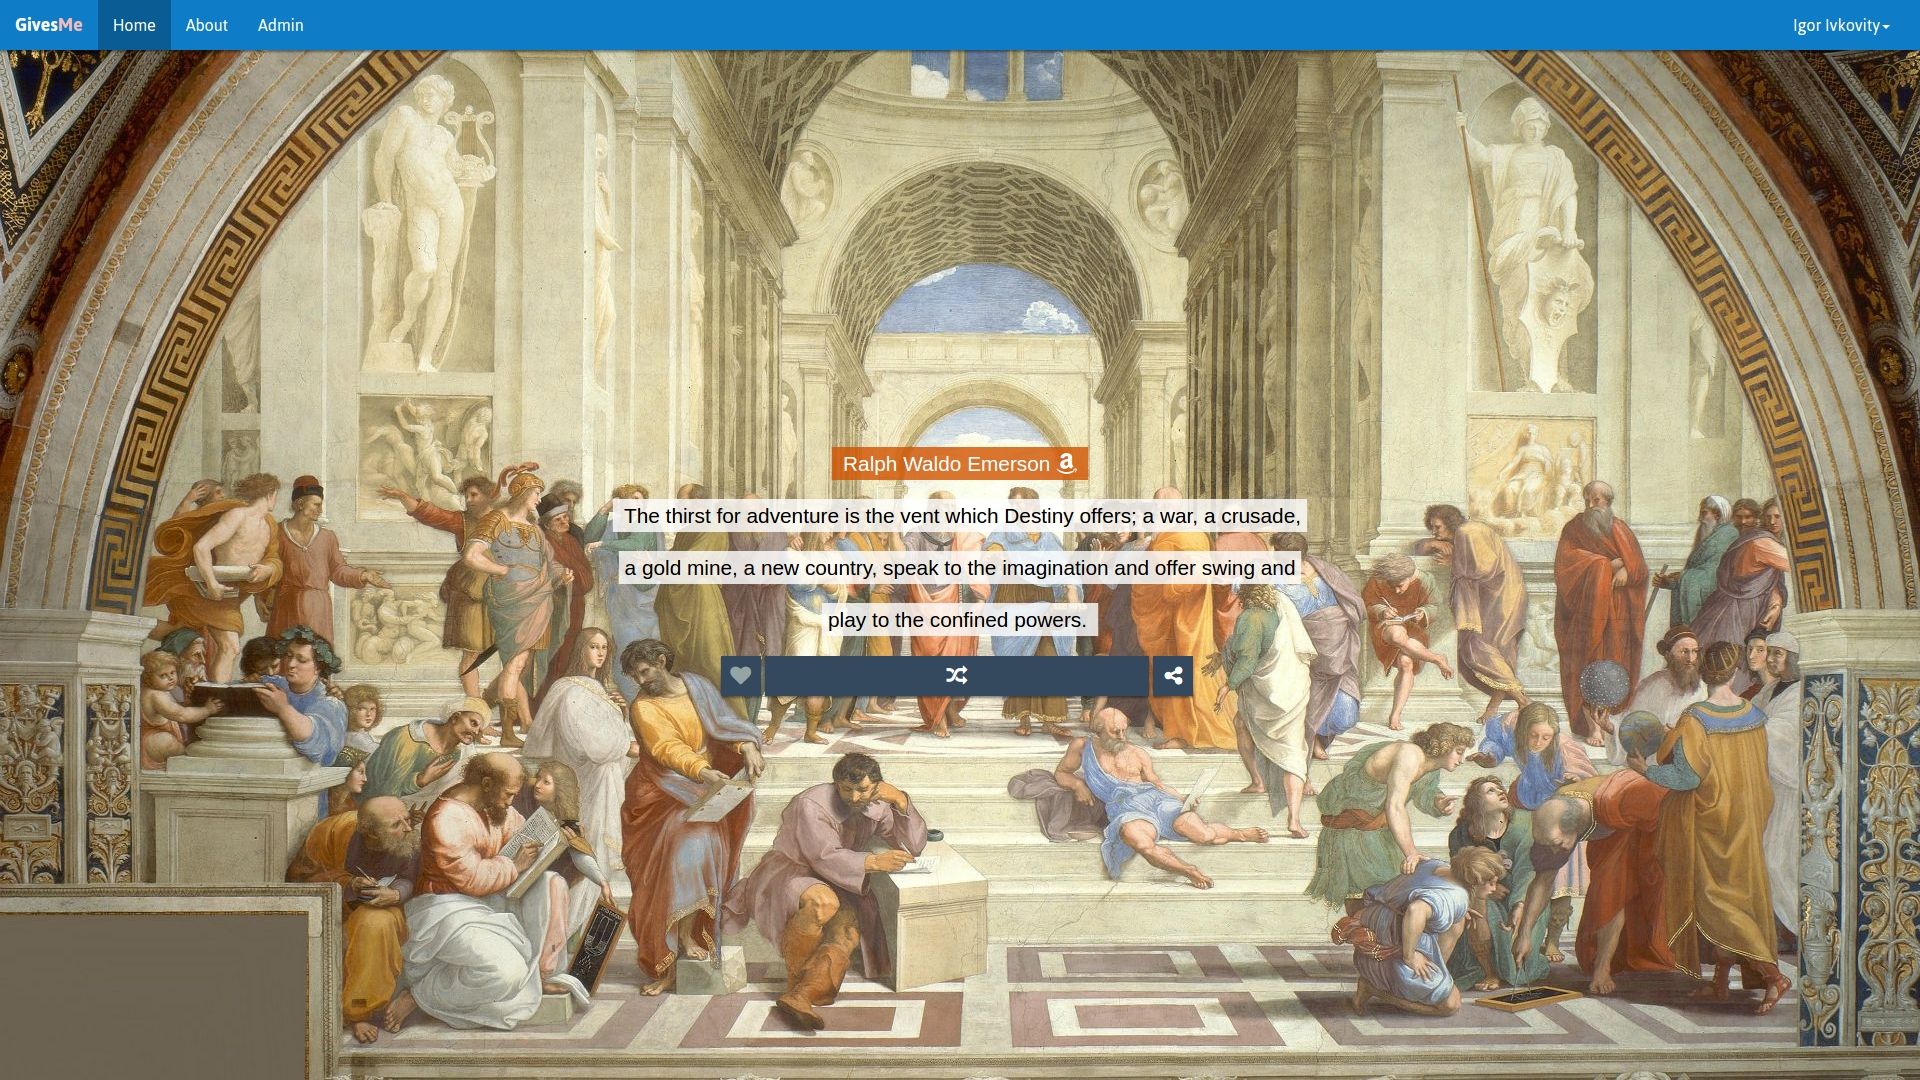 GivesMe Home About Admin Igor Ivkovity
Ralph Waldo Emerson
The thirst for adventure is the vent which Destiny offers; a war, a crusade,
a gold mine, a new country, speak to the imagination and offer swing and
play to the confined powers.